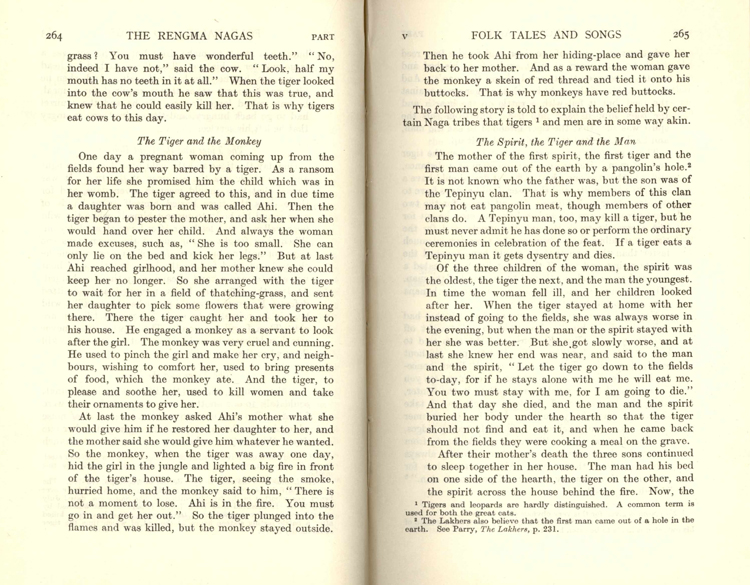 264 THE RENGMA NAGAS PART
grass? You must have wonderful teeth." "No,
indeed I have not," said the cow. "Look, half my
mouth has no teeth in it at all." When the tiger looked
into the cow's mouth he saw that this was true, and
knew that he could easily kill her. That is why tigers
eat cows to this day.
The Tiger and the Monkey
One day a pregnant woman coming up from the
fields found her way barred by a tiger. As a ransom
for her life she promised him the child which was in
her womb. The tiger agreed to this, and in due time
a daughter was born and was called Ahi. Then the
tiger began to pester the mother, and ask her when she
would hand over her child. And always the woman
made excuses, such as, "She is too small. She can
only lie on the bed and kick her legs." But at last
Ahi reached girlhood, and her mother knew she could
keep her no longer. So she arranged with the tiger
to wait for her in a field of thatching-grass, and sent
her daughter to pick some flowers that were growing
there. There the tiger caught her and took her to
his house. He engaged a monkey as a servant to look
after the girl. The monkey was very cruel and cunning.
He used to pinch the girl and make her cry, and neigh-
bours, wishing to comfort her, used to bring presents
of food, which the monkey ate. And the tiger, to
please and soothe her, used to kill women and take
their ornaments to give her.
At last the monkey asked Ahi's mother what she
would give him if he restored her daughter to her, and
the mother said she would give him whatever he wanted.
So the monkey, when the tiger was away one day,
hid the girl in the jungle and lighted a big fire in front
of the tiger's house. The tiger, seeing the smoke,
hurried home, and the monkey said to him, "There is
not a moment to lose. Ahi is in the fire. You must
go in and get her out." So the tiger plunged into the
flames and was killed, but the monkey stayed outside.
V FOLK TALES AND SONGS 265
Then he took Ahi from her hiding-place and gave her
back to her mother. And as a reward the woman gave
the monkey a skein of red thread and tied it onto his
buttocks. That is why monkeys have red buttocks.
The following story is told to explain the belief held by cer-
tain Naga tribes that tigers 1 and men are in some way akin.
The Spirit, the Tiger and the Man
The mother of the first spirit, the first tiger and the
first man came out of the earth by a pangolin's hole.2
It is not known who the father was, but the son was of
the Tepinyu clan. That is why members of this clan
may not eat pangolin meat, though members of other
clans do. A Tepinyu man, too, may kill a tiger, but he
must never admit he has done so or perform the ordinary
ceremonies in celebration of the feat. If a tiger eats a
Tepinyu man it gets dysentry and dies.
Of the three children of the woman, the spirit was
the oldest, the tiger the next, and the man the youngest.
In time the woman fell ill, and her children looked
after her. When the tiger stayed at home with her
instead of going to the fields, she was always worse in
the evening, but when the man or the spirit stayed with
her she was better. But she got slowly worse, and at
last she knew her end was near, and said to the man
and the spirit, "Let the tiger go down to the fields
to-day, for if he stays alone with me he will eat me.
You two must stay with me, for I am going to die."
And that day she died, and the man and the spirit
buried her body under the hearth so that the tiger
should not find and eat it, and when he came back
from the fields they were cooking a meal on the grave.
After their mother's death the three sons continued
to sleep together in her house. The man had his bed
on one side of the hearth, the tiger on the other, and
the spirit across the house behind the fire. Now, the
1 Tigers and leopards are hardly distinguished. A common term is
used for both the great cats.
2 The Lakhers also believe that the first man came out of a hole in the
earth. See Parry, The Lakhers, p. 231.